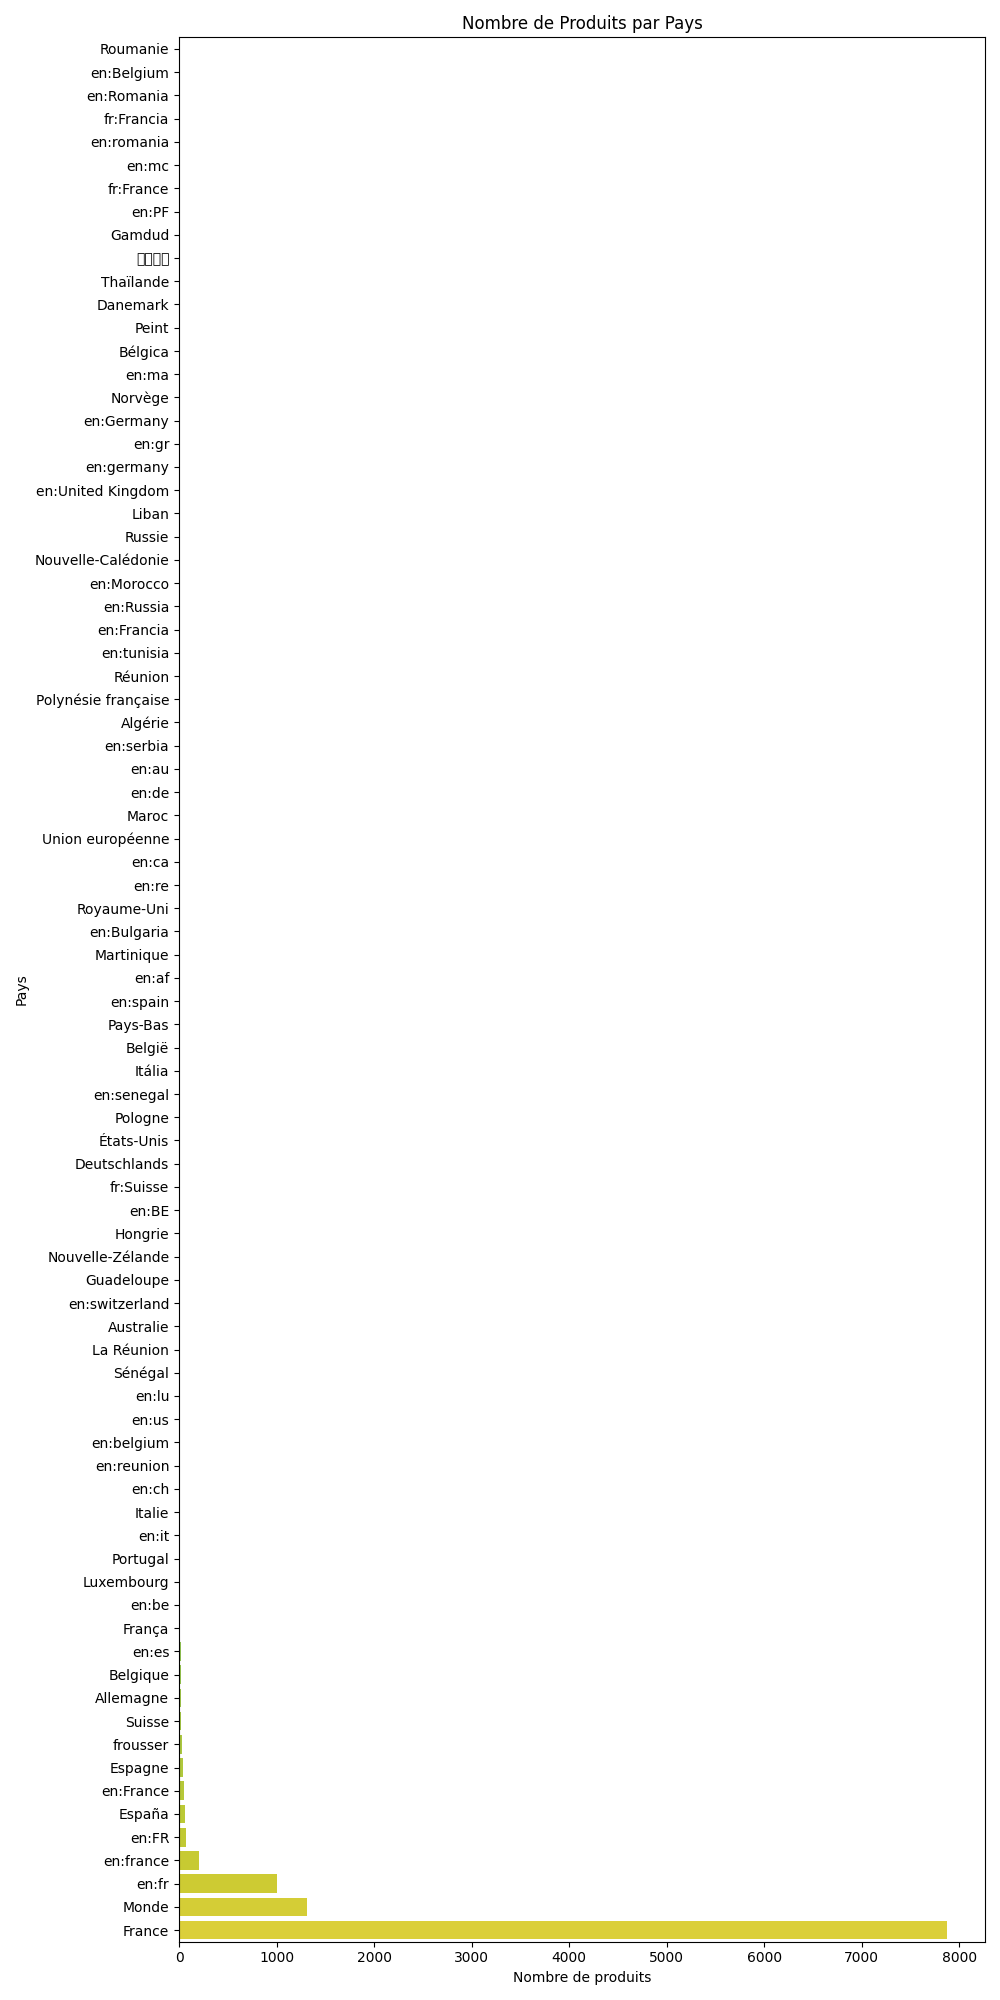 Nombre de Produits par Pays
Roumanie
en:Belgium
en:Romania
fr:Francia
en:romania
en:mc
fr:France
en:PF
Gamdud
Thaïlande
Danemark
Peint
Bélgica
en:ma
Norvège
en:Germany
en:gr
en:germany
en:United Kingdom
Liban
Russie
Nouvelle-Calédonie
en:Morocco
en:Russia
en:Francia
en:tunisia
Réunion
Polynésie française
Algérie
en:serbia
en:au
en:de
Maroc
Union européenne
en:ca
en:re
Royaume-Uni
en:Bulgaria
Martinique
en:af
en:spain
Pays-Bas
België
Itália
en:senegal
Pologne
États-Unis
Deutschlands
fr:Suisse
en:BE
Hongrie
Nouvelle-Zélande
Guadeloupe
en:switzerland
Australie
La Réunion
Sénégal
en:lu
en:us
en:belgium
en:reunion
en:ch
Italie
en:it
Portugal
Luxembourg
en:be
França
en:es
Belgique
Allemagne
Suisse
frousser
Espagne
en:France
España
en:FR
en:france
en:fr
Monde
France
Pays
0 1000 2000 3000 4000 5000 6000 7000 8000
Nombre de produits